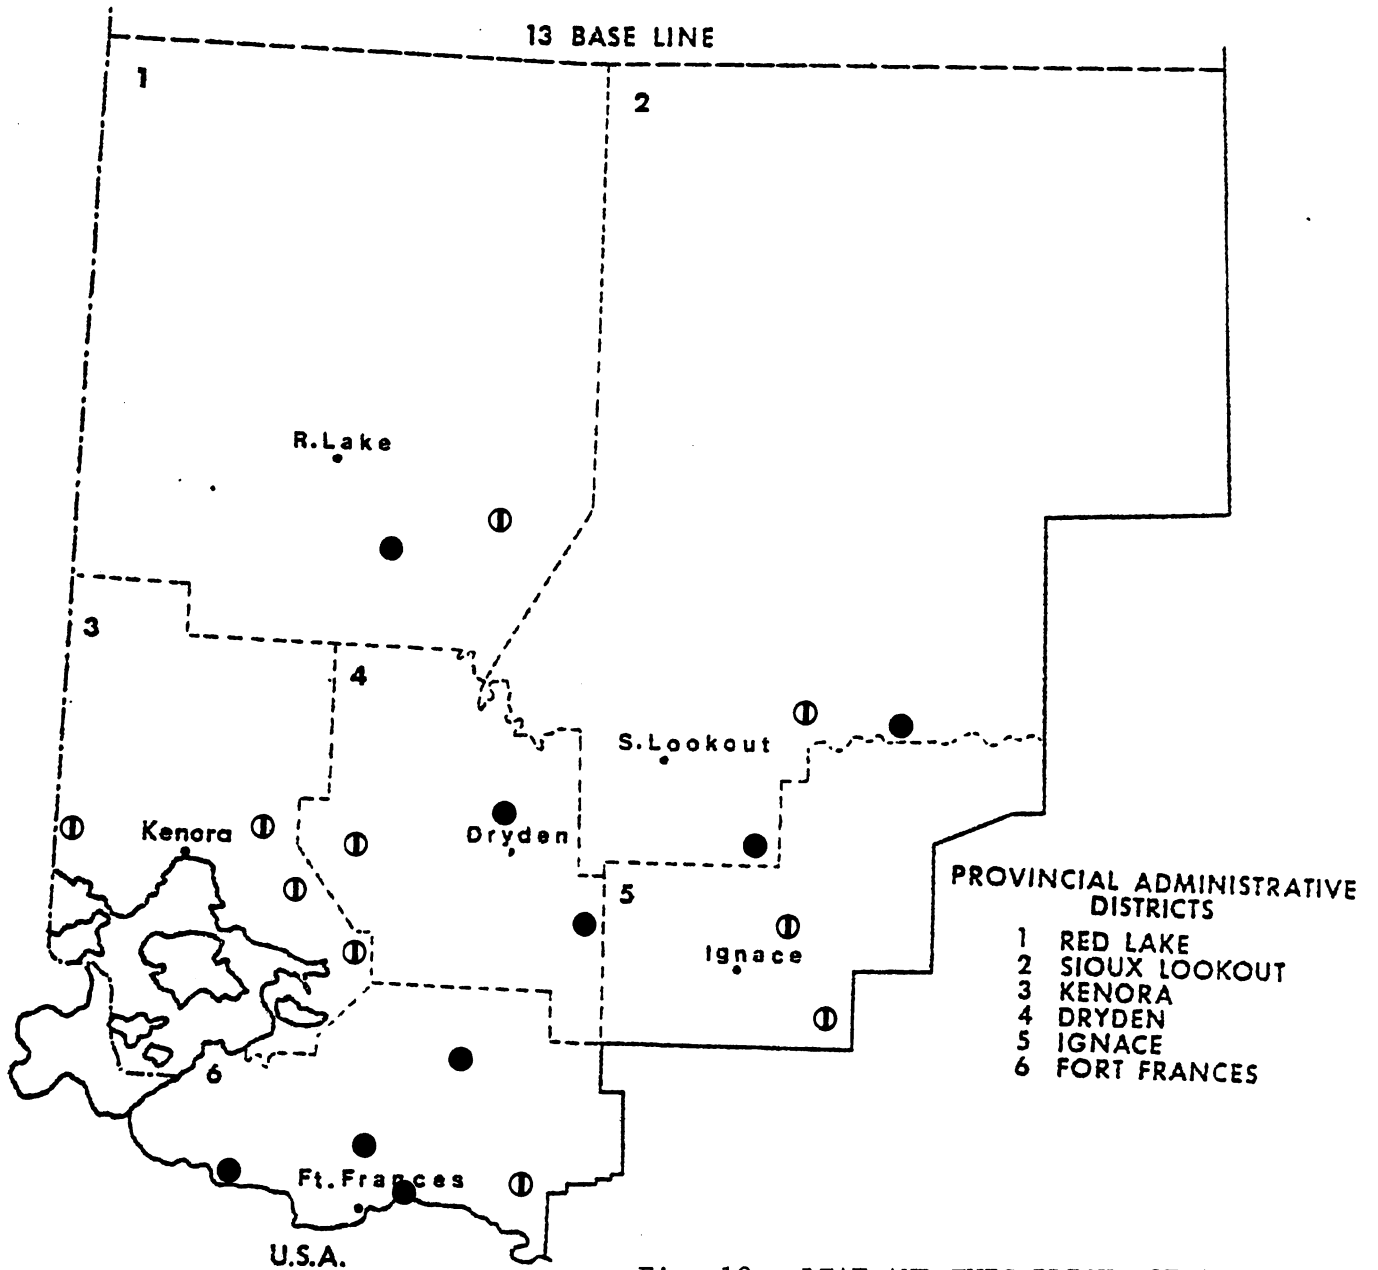 13 BASE LINE
1
2
R.Lake
3
4
S.Lookout
Kenora
Dryden
5
Ignace
PROVINCIAL ADMINISTRATIVE
DISTRICTS
1 RED LAKE
2 SIOUX LOOKOUT
3 KENORA
4 DRYDEN
5 IGNACE
6 FORT FRANCES
6
Ft.Frances
U.S.A.